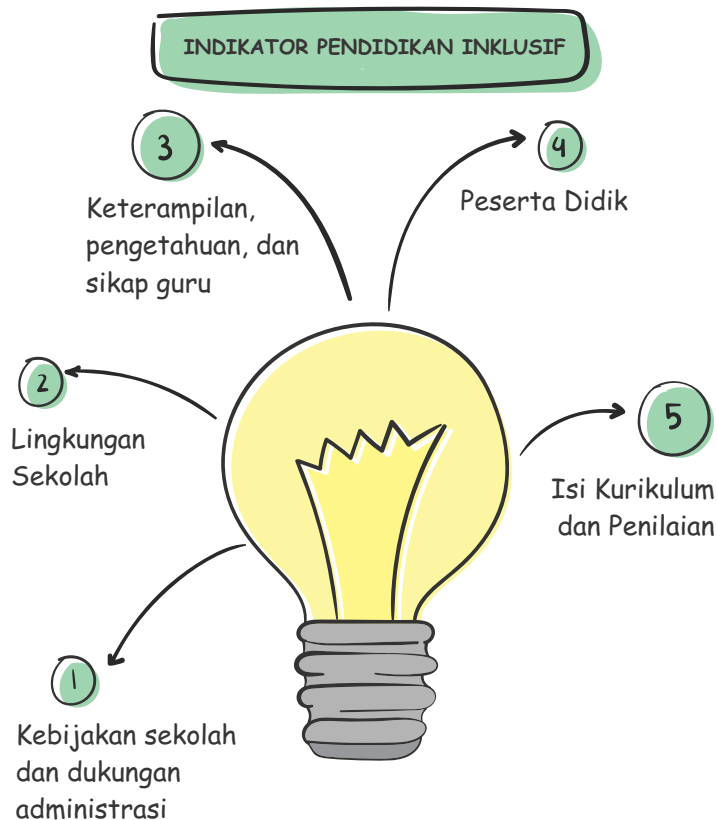 INDIKATOR PENDIDIKAN INKLUSIF
3
Keterampilan,
pengetahuan, dan
sikap guru
4
Peserta Didik
2
Lingkungan
Sekolah
5
Isi Kurikulum
dan Penilaian
1
Kebijakan sekolah
dan dukungan
administrasi